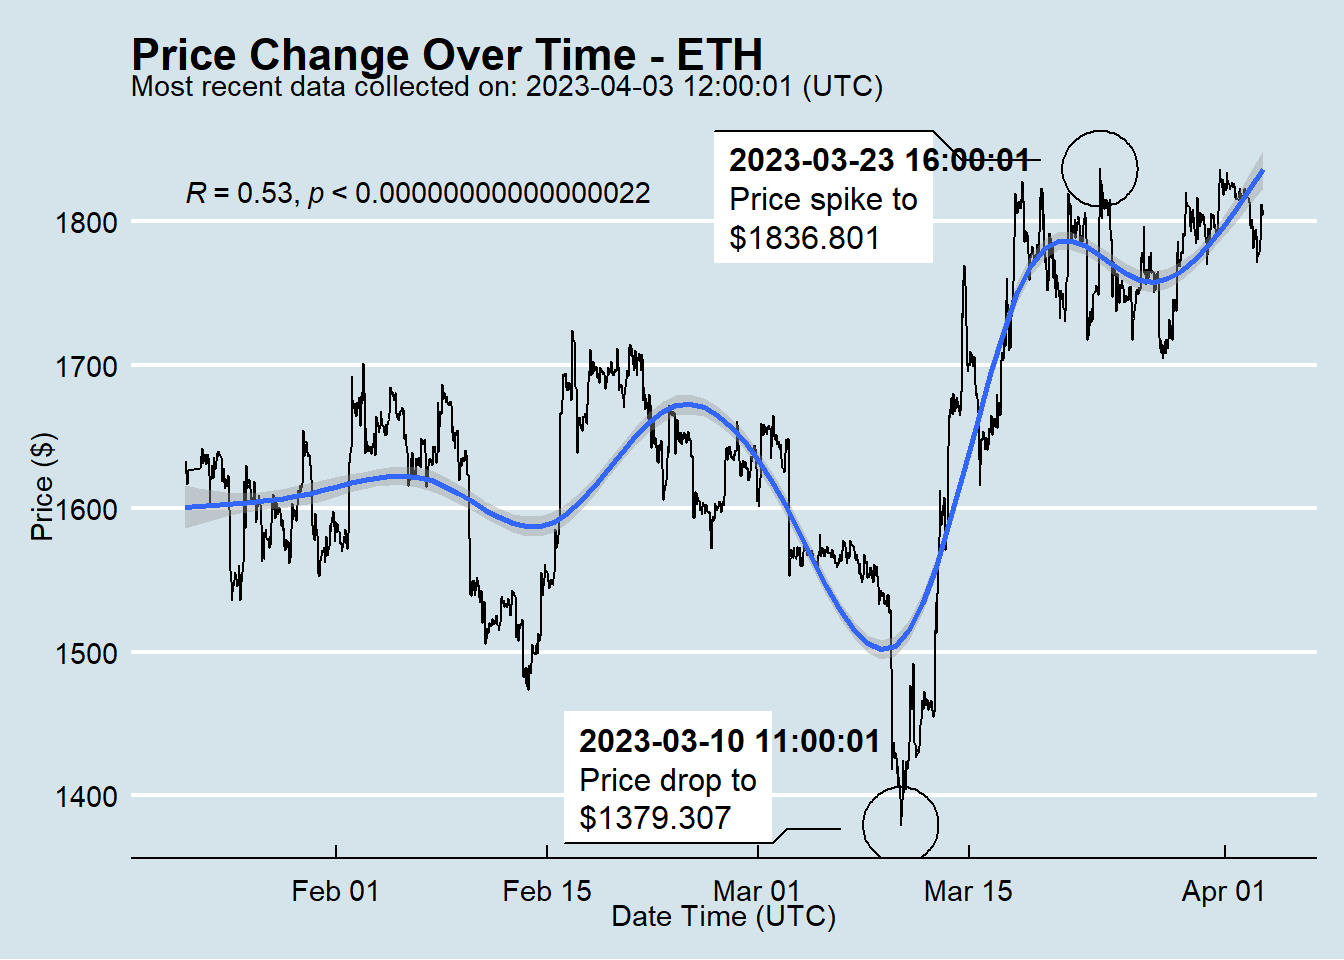 Price Change Over Time - ETH
Most recent data collected on: 2023-04-03 12:00:01 (UTC)
2023-03-23 16:00:01
Price spike to
$1836.801
R = 0.53, p < 0.00000000000000022
1800
1700
1600
1500
1400
Price ($)
2023-03-10 11:00:01
Price drop to
$1379.307
Feb 01 Feb 15 Mar 01 Mar 15 Apr 01
Date Time (UTC)